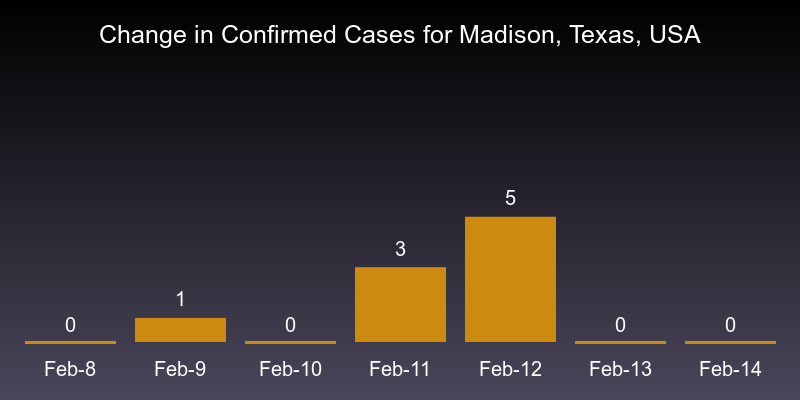 Change in Confirmed Cases for Madison, Texas, USA
5
3
1
0 0 0 0
Feb-8 Feb-9 Feb-10 Feb-11 Feb-12 Feb-13 Feb-14